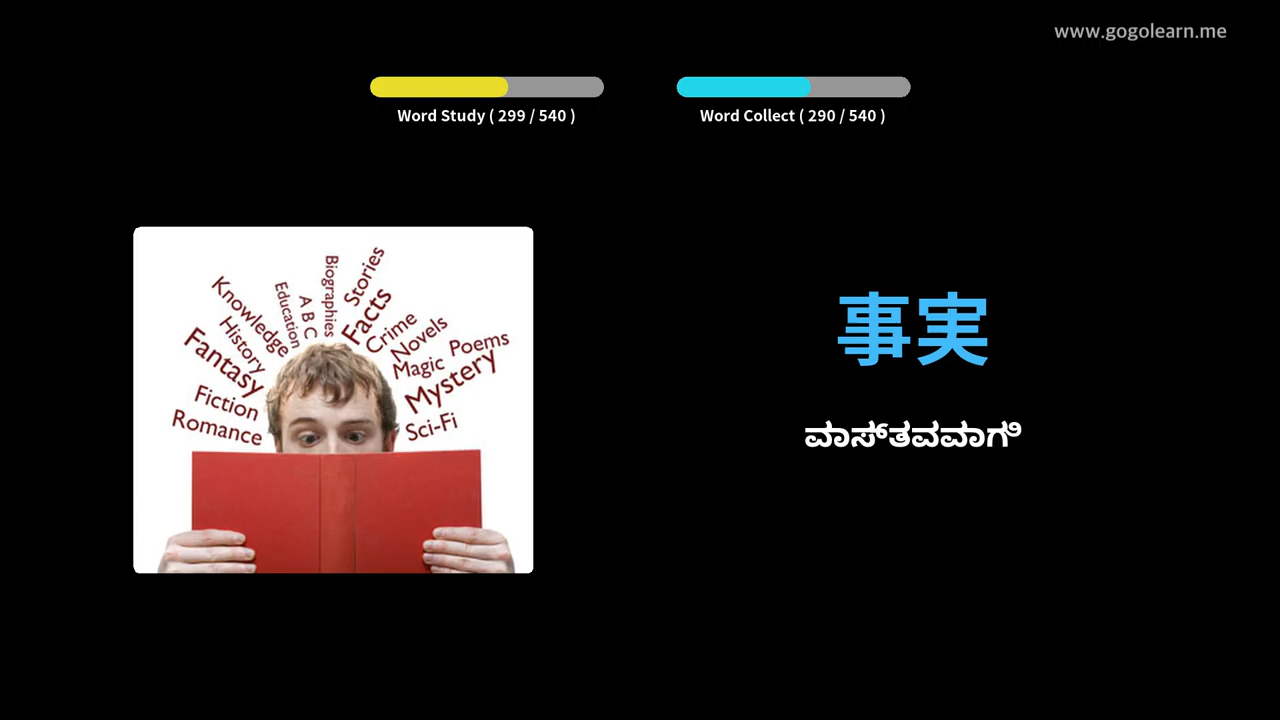 www.gogolearn.me
Word Study ( 299 / 540 )
Word Collect ( 290 / 540 )
Biographies
Stories
Knowledge
Education
A B C
Facts
History
Crime
Novels
Fantasy
Magic
Poems
Fiction
Mystery
Romance
Sci-Fi
事実
ವಾಸ್‌ತವವಾಗಿ